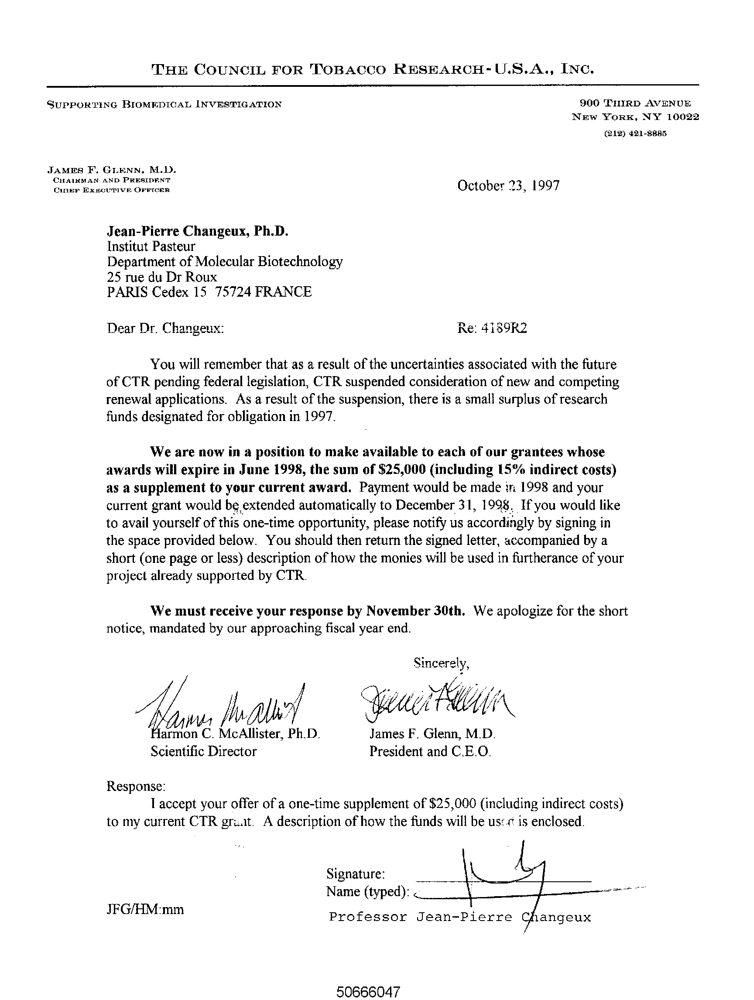 THE COUNCIL FOR TOBACCO RESEARCH-U.S.A., INC.
SUPPORTING BIOMEDICAL INVESTIGATION
900 THIRD AVENUE
NEW YORK, NY 10022
(212) 421-8885
JAMES F. GLENN, M.D.
CHAIRMAN AND PRESIDENT
CHIEF EXECUTIVE OFFICER
October 23, 1997
Jean-Pierre Changeux, Ph.D.
Institut Pasteur
Department of Molecular Biotechnology
25 rue du Dr Roux
PARIS Cedex 15 75724 FRANCE
Dear Dr. Changeux: Re: 4189R2
You will remember that as a result of the uncertainties associated with the future
of CTR pending federal legislation, CTR suspended consideration of new and competing
renewal applications. As a result of the suspension, there is a small surplus of research
funds designated for obligation in 1997.
We are now in a position to make available to each of our grantees whose
awards will expire in June 1998, the sum of $25,000 (including 15% indirect costs)
as a supplement to your current award. Payment would be made in 1998 and your
current grant would be extended automatically to December 31, 1998. If you would like
to avail yourself of this one-time opportunity, please notify us accordingly by signing in
the space provided below. You should then return the signed letter, accompanied by a
short (one page or less) description of how the monies will be used in furtherance of your
project already supported by CTR.
We must receive your response by November 30th. We apologize for the short
notice, mandated by our approaching fiscal year end.
Sincerely,
Harmon C. McAllister, Ph.D.
Scientific Director
James F. Glenn, M.D.
President and C.E.O.
Response:
I accept your offer of a one-time supplement of $25,000 (including indirect costs)
to my current CTR grant. A description of how the funds will be used is enclosed.
Signature:
Name (typed):
Professor Jean-Pierre Changeux
JFG/HM:mm
50666047